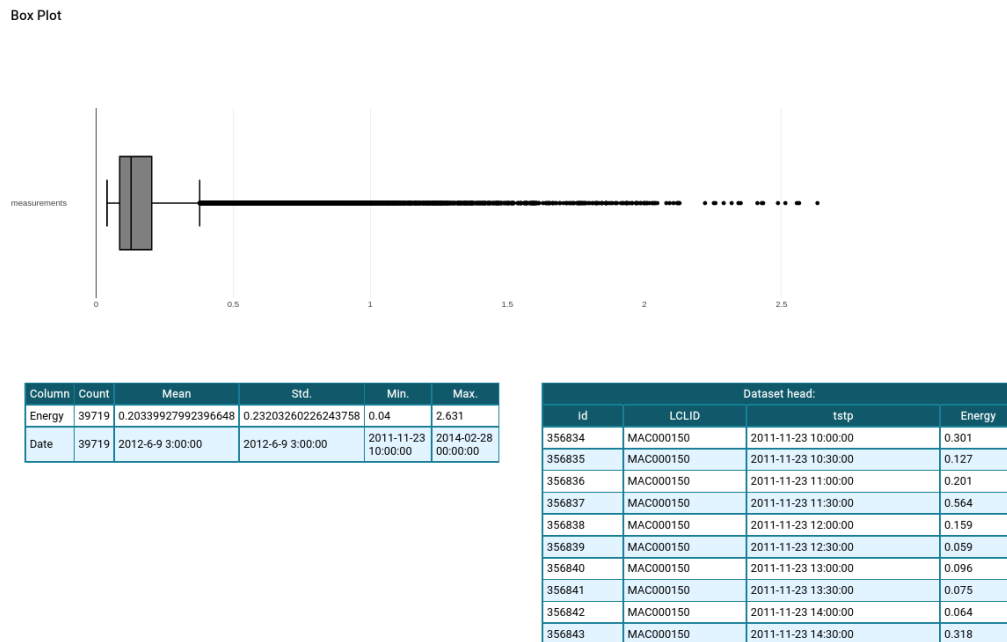 Box Plot
measurements
0 0.5 1 1.5 2 2.5
Column Count Mean Std. Min. Max.
Energy 39719 0.20339927992396648 0.23203260226243758 0.04 2.631
Date 39719 2012-6-9 3:00:00 2012-6-9 3:00:00 2011-11-23 10:00:00 2014-02-28 00:00:00
Dataset head:
id LCLID tstp Energy
356834 MAC000150 2011-11-23 10:00:00 0.301
356835 MAC000150 2011-11-23 10:30:00 0.127
356836 MAC000150 2011-11-23 11:00:00 0.201
356837 MAC000150 2011-11-23 11:30:00 0.564
356838 MAC000150 2011-11-23 12:00:00 0.159
356839 MAC000150 2011-11-23 12:30:00 0.059
356840 MAC000150 2011-11-23 13:00:00 0.096
356841 MAC000150 2011-11-23 13:30:00 0.075
356842 MAC000150 2011-11-23 14:00:00 0.064
356843 MAC000150 2011-11-23 14:30:00 0.318